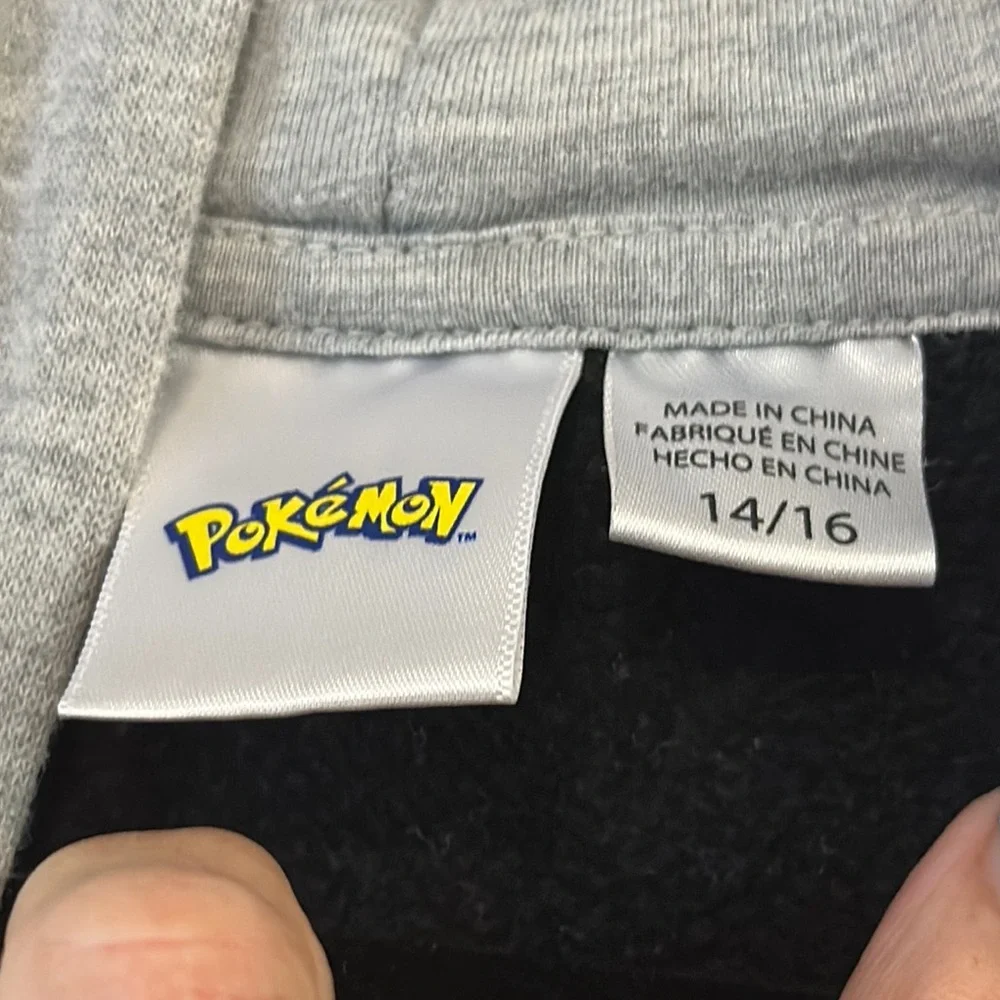 POKéMON™
MADE IN CHINA
FABRIQUÉ EN CHINE
HECHO EN CHINA
14/16